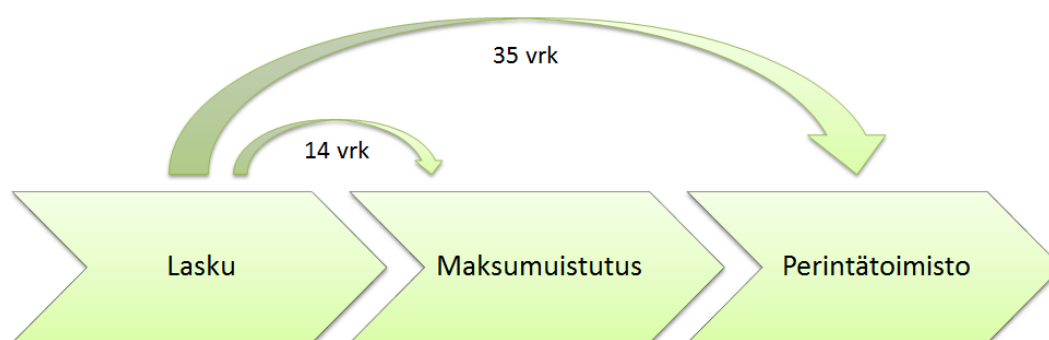 35 vrk
14 vrk
Lasku
Maksumuistutus
Perintätoimisto